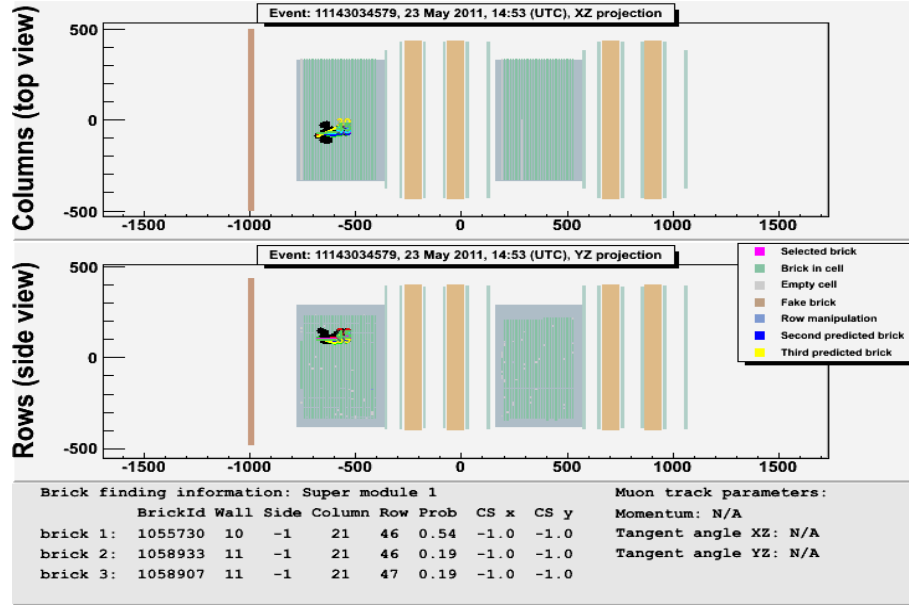 Event: 11143034579, 23 May 2011, 14:53 (UTC), XZ projection
Columns (top view)
500
0
-500
-1500 -1000 -500 0 500 1000 1500
Event: 11143034579, 23 May 2011, 14:53 (UTC), YZ projection
Rows (side view)
500
0
-500
-1500 -1000 -500 0 500 1000 1500
Selected brick
Brick in cell
Empty cell
Fake brick
Row manipulation
Second predicted brick
Third predicted brick
Brick finding information: Super module 1
BrickId Wall Side Column Row Prob CS x CS y
brick 1: 1055730 10 -1 21 46 0.54 -1.0 -1.0
brick 2: 1058933 11 -1 21 46 0.19 -1.0 -1.0
brick 3: 1058907 11 -1 21 47 0.19 -1.0 -1.0
Muon track parameters:
Momentum: N/A
Tangent angle XZ: N/A
Tangent angle YZ: N/A